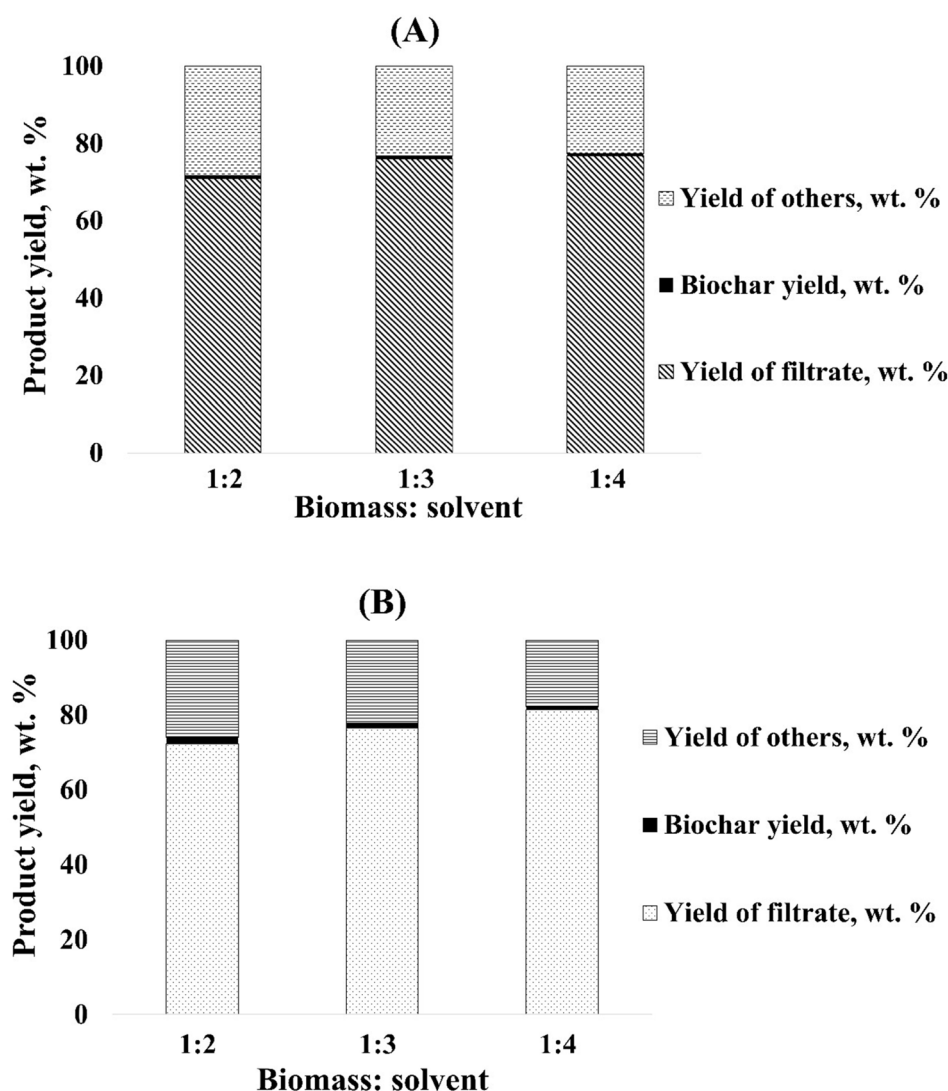 (A)
100
80
60
40
20
0
Product yield, wt. %
1:2 1:3 1:4
Biomass: solvent
Yield of others, wt. %
Biochar yield, wt. %
Yield of filtrate, wt. %
(B)
100
80
60
40
20
0
Product yield, wt. %
1:2 1:3 1:4
Biomass: solvent
Yield of others, wt. %
Biochar yield, wt. %
Yield of filtrate, wt. %